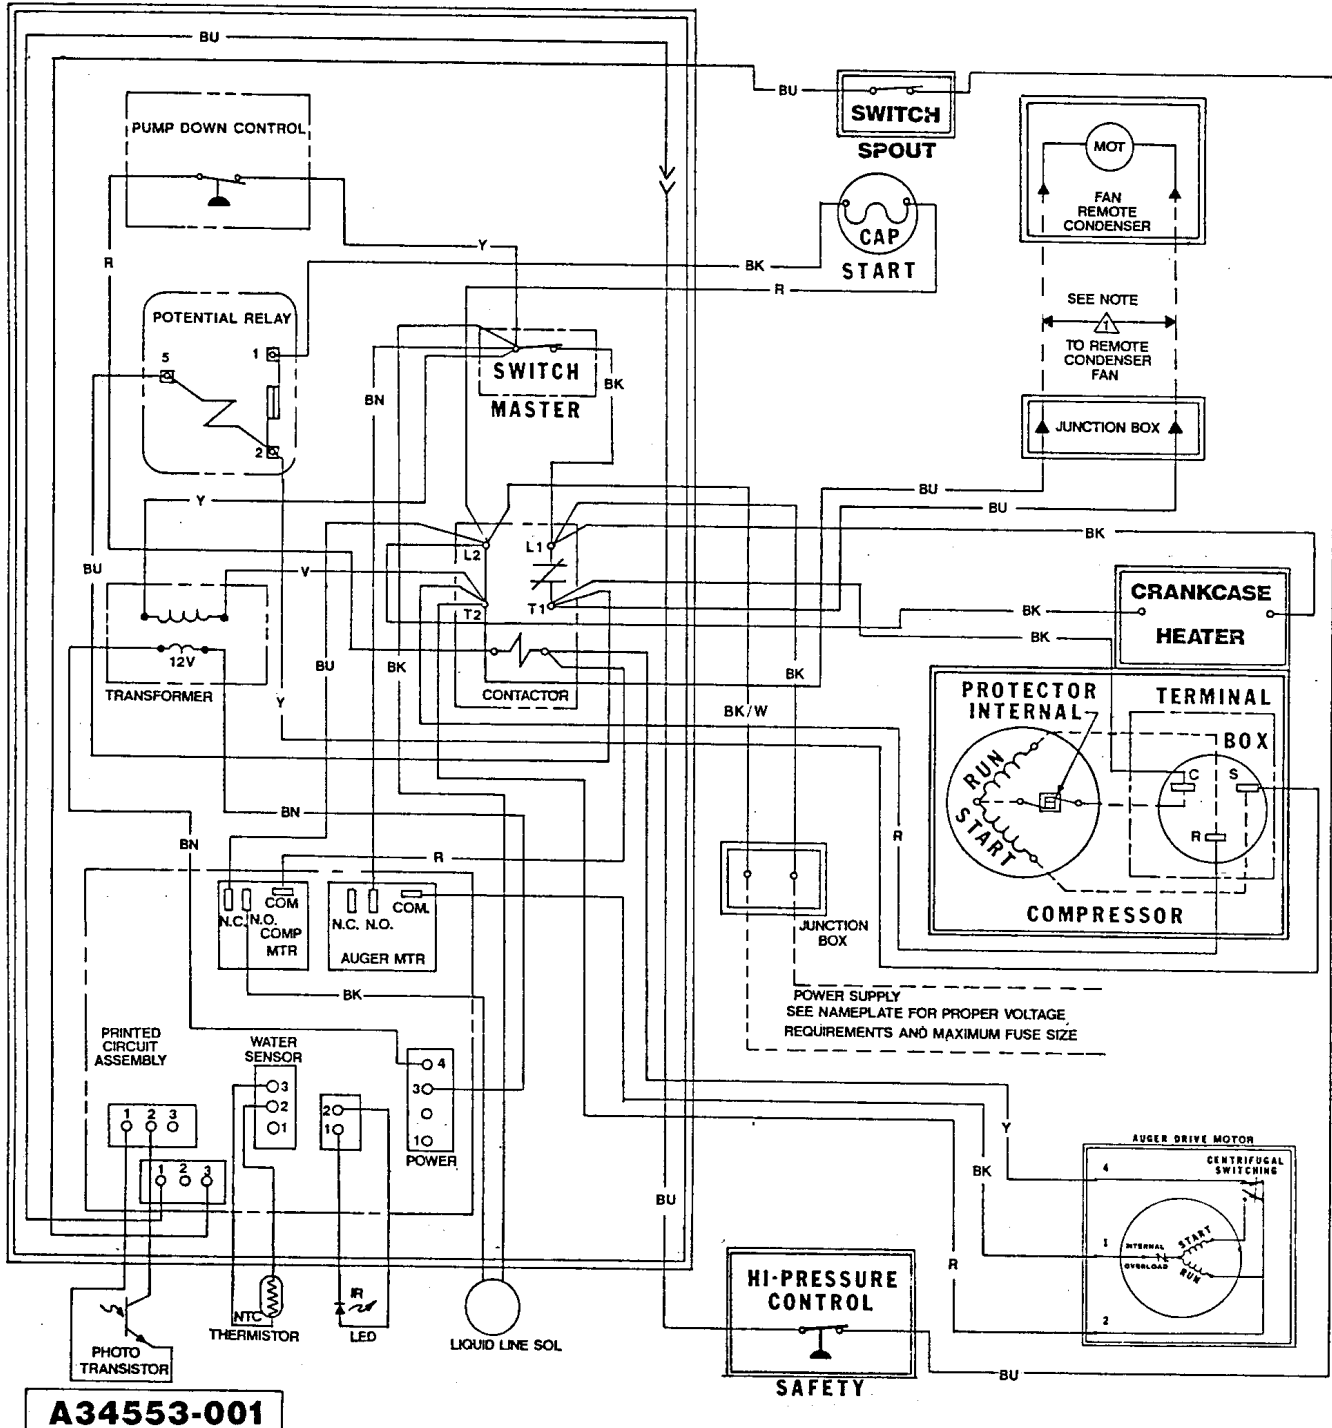 BU
BU
SWITCH
SPOUT
MOT
FAN
REMOTE
CONDENSER
PUMP DOWN CONTROL
R
Y
BK
CAP
START
R
SEE NOTE
1
TO REMOTE
CONDENSER
FAN
POTENTIAL RELAY
5
1
2
SWITCH
MASTER
BN
BK
JUNCTION BOX
Y
BU
BU
L2
L1
BK
BU
V
T2
T1
BK
BK
CRANKCASE
HEATER
12V
TRANSFORMER
BU
BK
CONTACTOR
BK
BK/W
Y
PROTECTOR
INTERNAL
TERMINAL
BOX
RUN
START
C
S
R
COMPRESSOR
BN
BN
R
R
N.C.
N.O.
COM
COMP
MTR
N.C. N.O.
COM.
AUGER MTR
BK
JUNCTION
BOX
POWER SUPPLY
SEE NAMEPLATE FOR PROPER VOLTAGE
REQUIREMENTS AND MAXIMUM FUSE SIZE
PRINTED
CIRCUIT
ASSEMBLY
WATER
SENSOR
3
2
1
4
3
1
POWER
2
1
1 2 3
1 2 3
Y
BK
R
BU
AUGER DRIVE MOTOR
CENTRIFUGAL
SWITCHING
4
1
2
INTERNAL
OVERLOAD
START
RUN
HI-PRESSURE
CONTROL
SAFETY
BU
NTC
THERMISTOR
IR
LED
LIQUID LINE SOL
PHOTO
TRANSISTOR
A34553-001